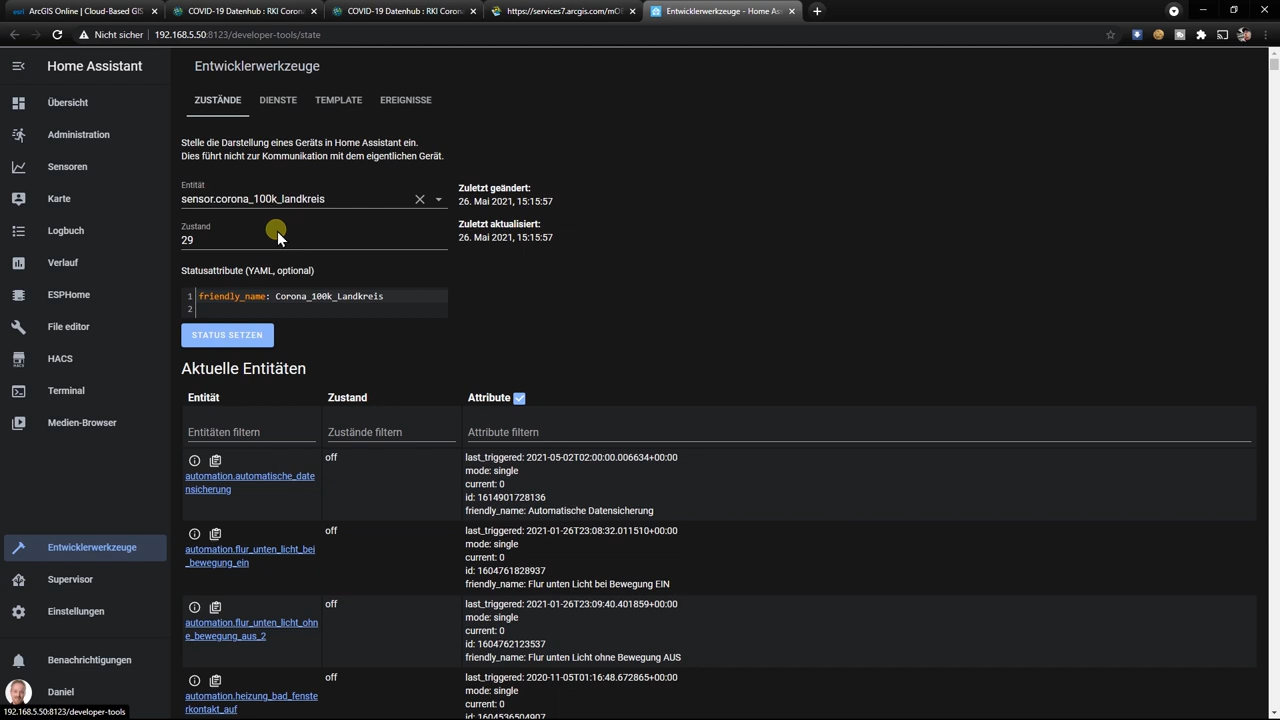 ArcGIS Online | Cloud-Based GIS
COVID-19 Datenhub : RKI Coron
COVID-19 Datenhub : RKI Coron
https://services7.arcgis.com/mOE
Entwicklerwerkzeuge - Home Ass
Nicht sicher
192.168.5.50:8123/developer-tools/state
Home Assistant
Übersicht
Administration
Sensoren
Karte
Logbuch
Verlauf
ESPHome
File editor
HACS
HACS
Terminal
Medien-Browser
Entwicklerwerkzeuge
Supervisor
Einstellungen
Benachrichtigungen
Daniel
192.168.5.50:8123/developer-tools
Entwicklerwerkzeuge
ZUSTÄNDE DIENSTE TEMPLATE EREIGNISSE
Stelle die Darstellung eines Geräts in Home Assistant ein.
Dies führt nicht zur Kommunikation mit dem eigentlichen Gerät.
Entität
sensor.corona_100k_landkreis
Zustand
29
Zuletzt geändert:
26. Mai 2021, 15:15:57
Zuletzt aktualisiert:
26. Mai 2021, 15:15:57
Statusattribute (YAML, optional)
1 friendly_name: Corona_100k_Landkreis
2
STATUS SETZEN
Aktuelle Entitäten
Entität Zustand Attribute
Entitäten filtern Zustände filtern Attribute filtern
automation.automatische_date
nsicherung
off
last_triggered: 2021-05-02T02:00:00.006634+00:00
mode: single
current: 0
id: 1614901728136
friendly_name: Automatische Datensicherung
automation.flur_unten_licht_bei
_bewegung_ein
off
last_triggered: 2021-01-26T23:08:32.011510+00:00
mode: single
current: 0
id: 1604761828937
friendly_name: Flur unten Licht bei Bewegung EIN
automation.flur_unten_licht_ohn
e_bewegung_aus_2
off
last_triggered: 2021-01-26T23:09:40.401859+00:00
mode: single
current: 0
id: 1604762123537
friendly_name: Flur unten Licht ohne Bewegung AUS
automation.heizung_bad_fenste
rkontakt_auf
off
last_triggered: 2020-11-05T01:16:48.672865+00:00
mode: single
current: 0
id: 1604536504907